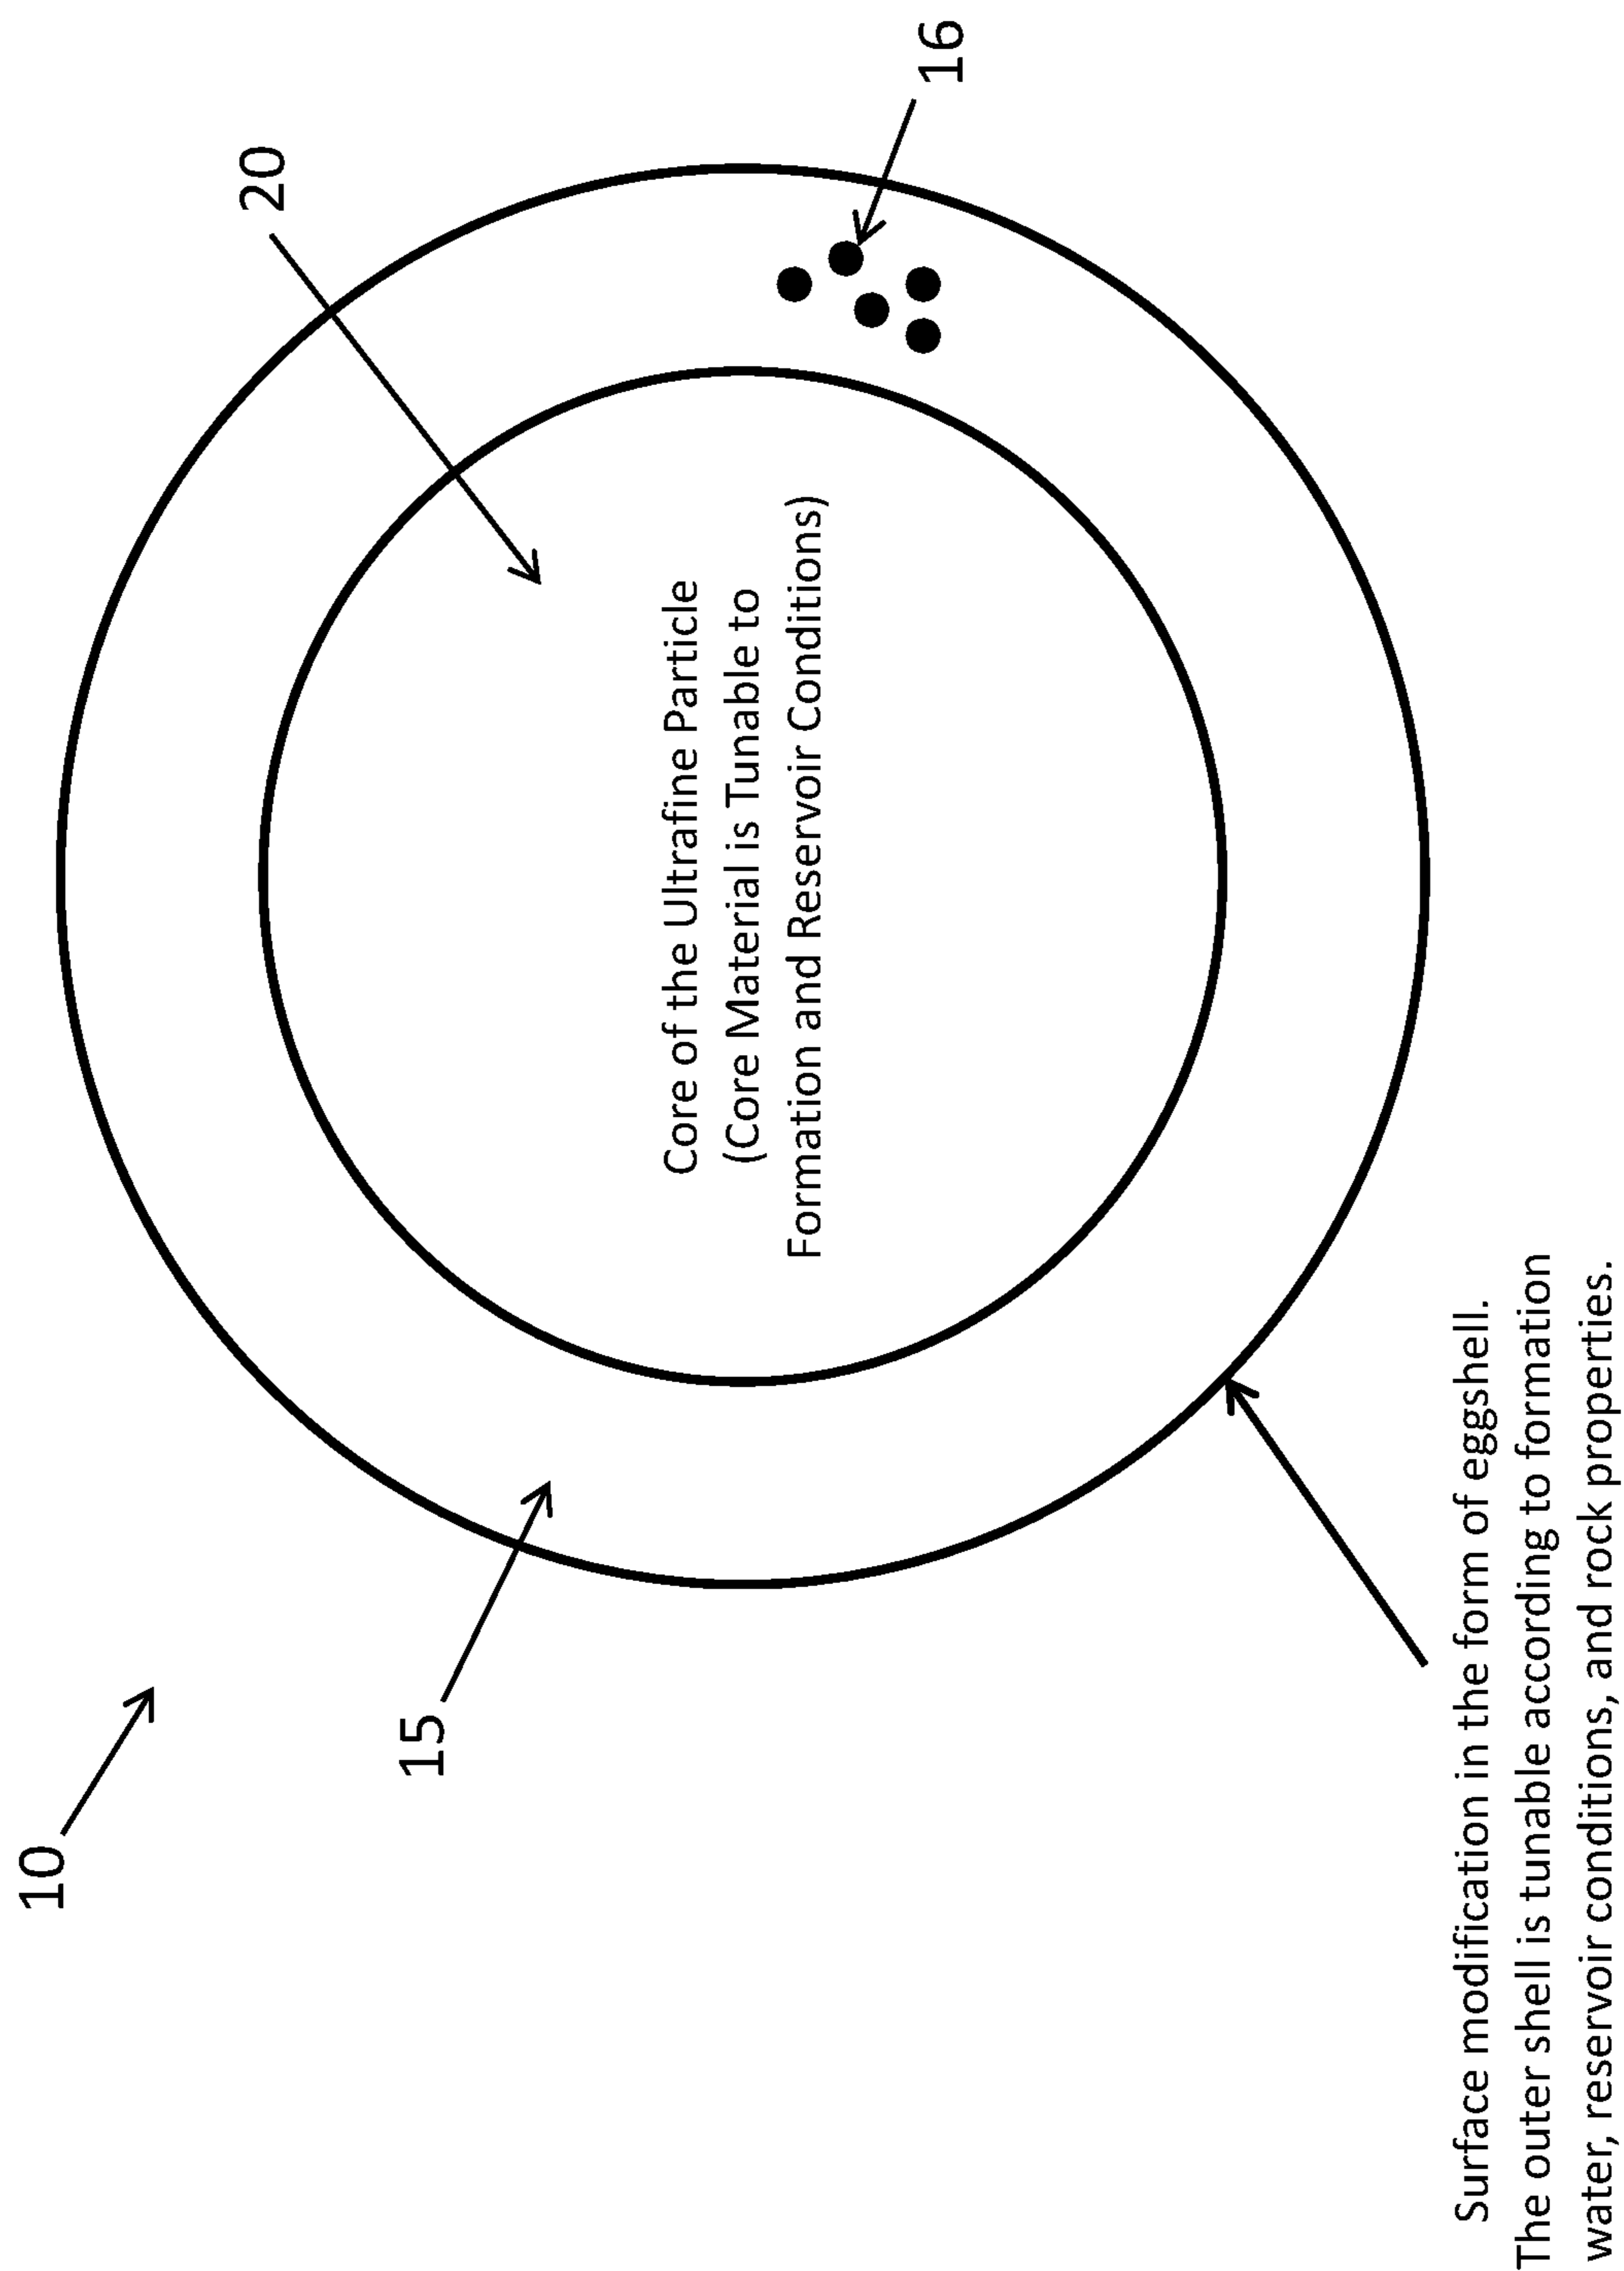 10
15
20
16
Core of the Ultrafine Particle
(Core Material is Tunable to
Formation and Reservoir Conditions)
Surface modification in the form of eggshell.
The outer shell is tunable according to formation
water, reservoir conditions, and rock properties.